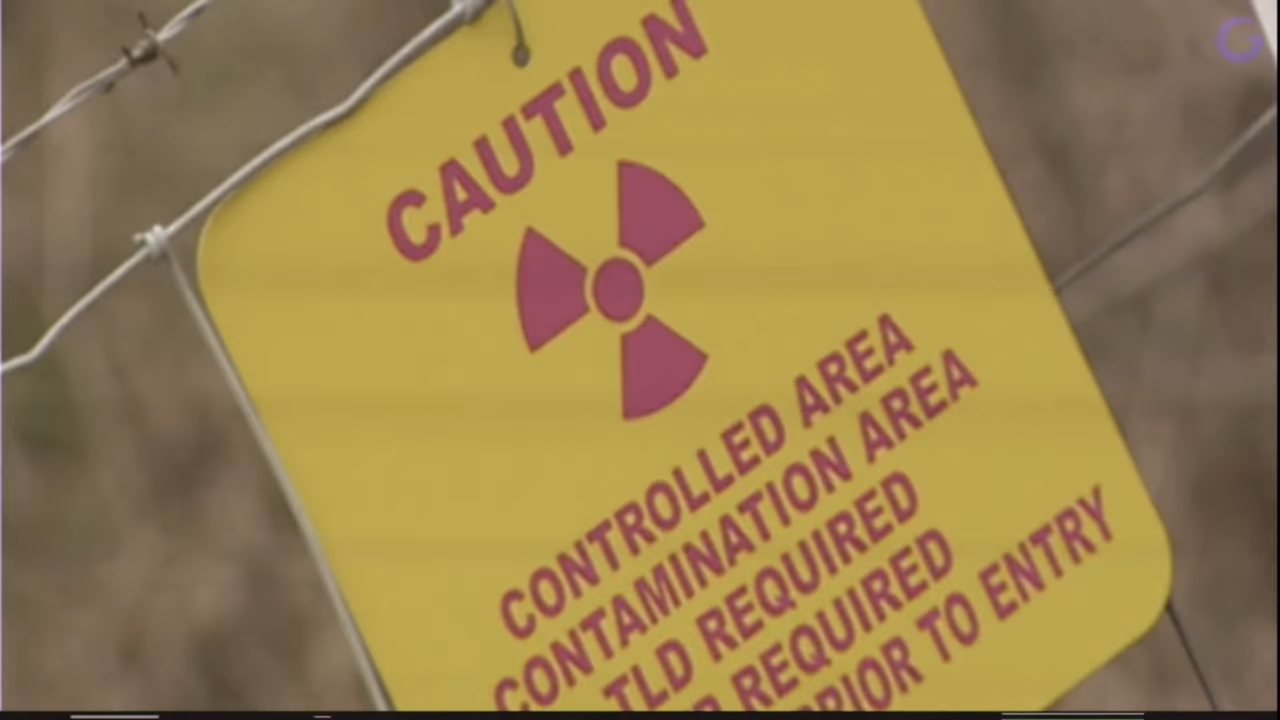 CAUTION
CONTROLLED AREA
CONTAMINATION AREA
TLD REQUIRED
REQUIRED
PRIOR TO ENTRY
G